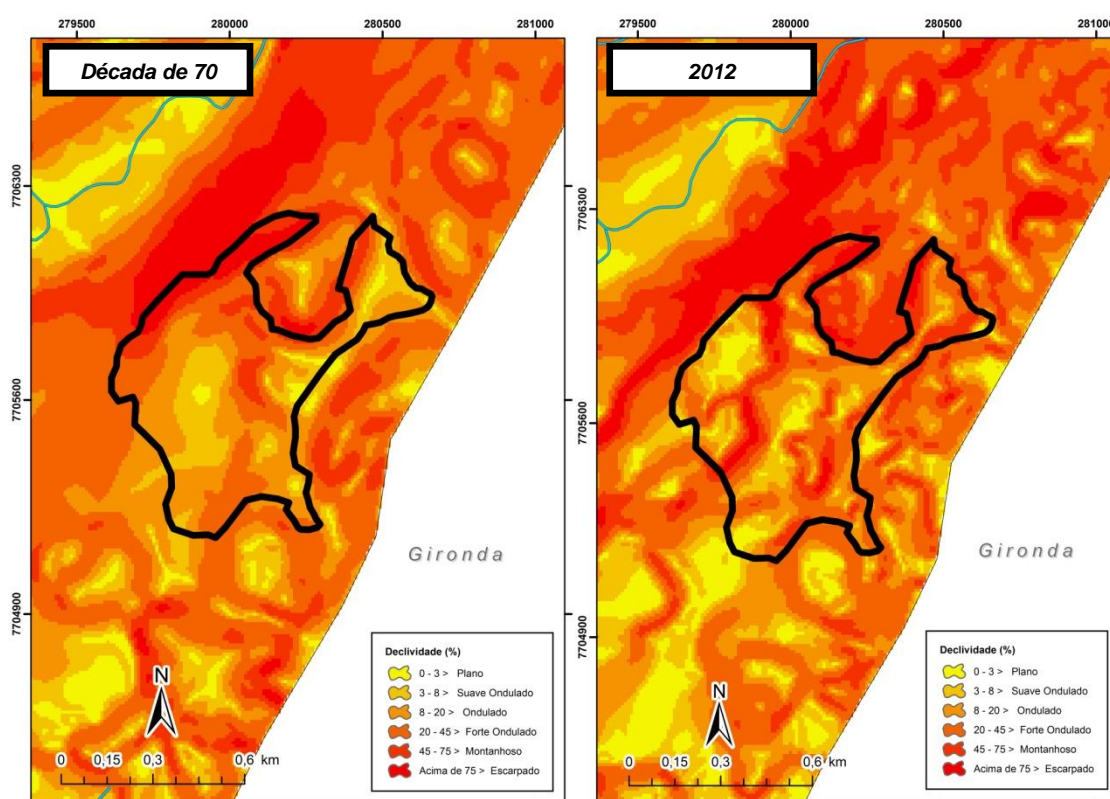 279500 280000 280500 281000
Década de 70
7706300
7705600
7704900
Gironda
Declividade (%)
0 - 3 > Plano
3 - 8 > Suave Ondulado
8 - 20 > Ondulado
20 - 45 > Forte Ondulado
45 - 75 > Montanhoso
Acima de 75 > Escarpado
N
0 0,15 0,3 0,6 km
279500 280000 280500 28100
2012
7706300
7705600
7704900
Gironda
Declividade (%)
0 - 3 > Plano
3 - 8 > Suave Ondulado
8 - 20 > Ondulado
20 - 45 > Forte Ondulado
45 - 75 > Montanhoso
Acima de 75 > Escarpado
N
0 0,15 0,3 0,6 km